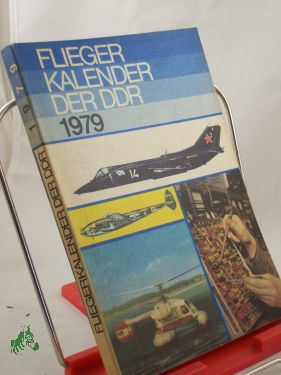 FLIEGER
KALENDER
DER DDR
1979
14
FLIEGERKALENDER DER DDR 1979